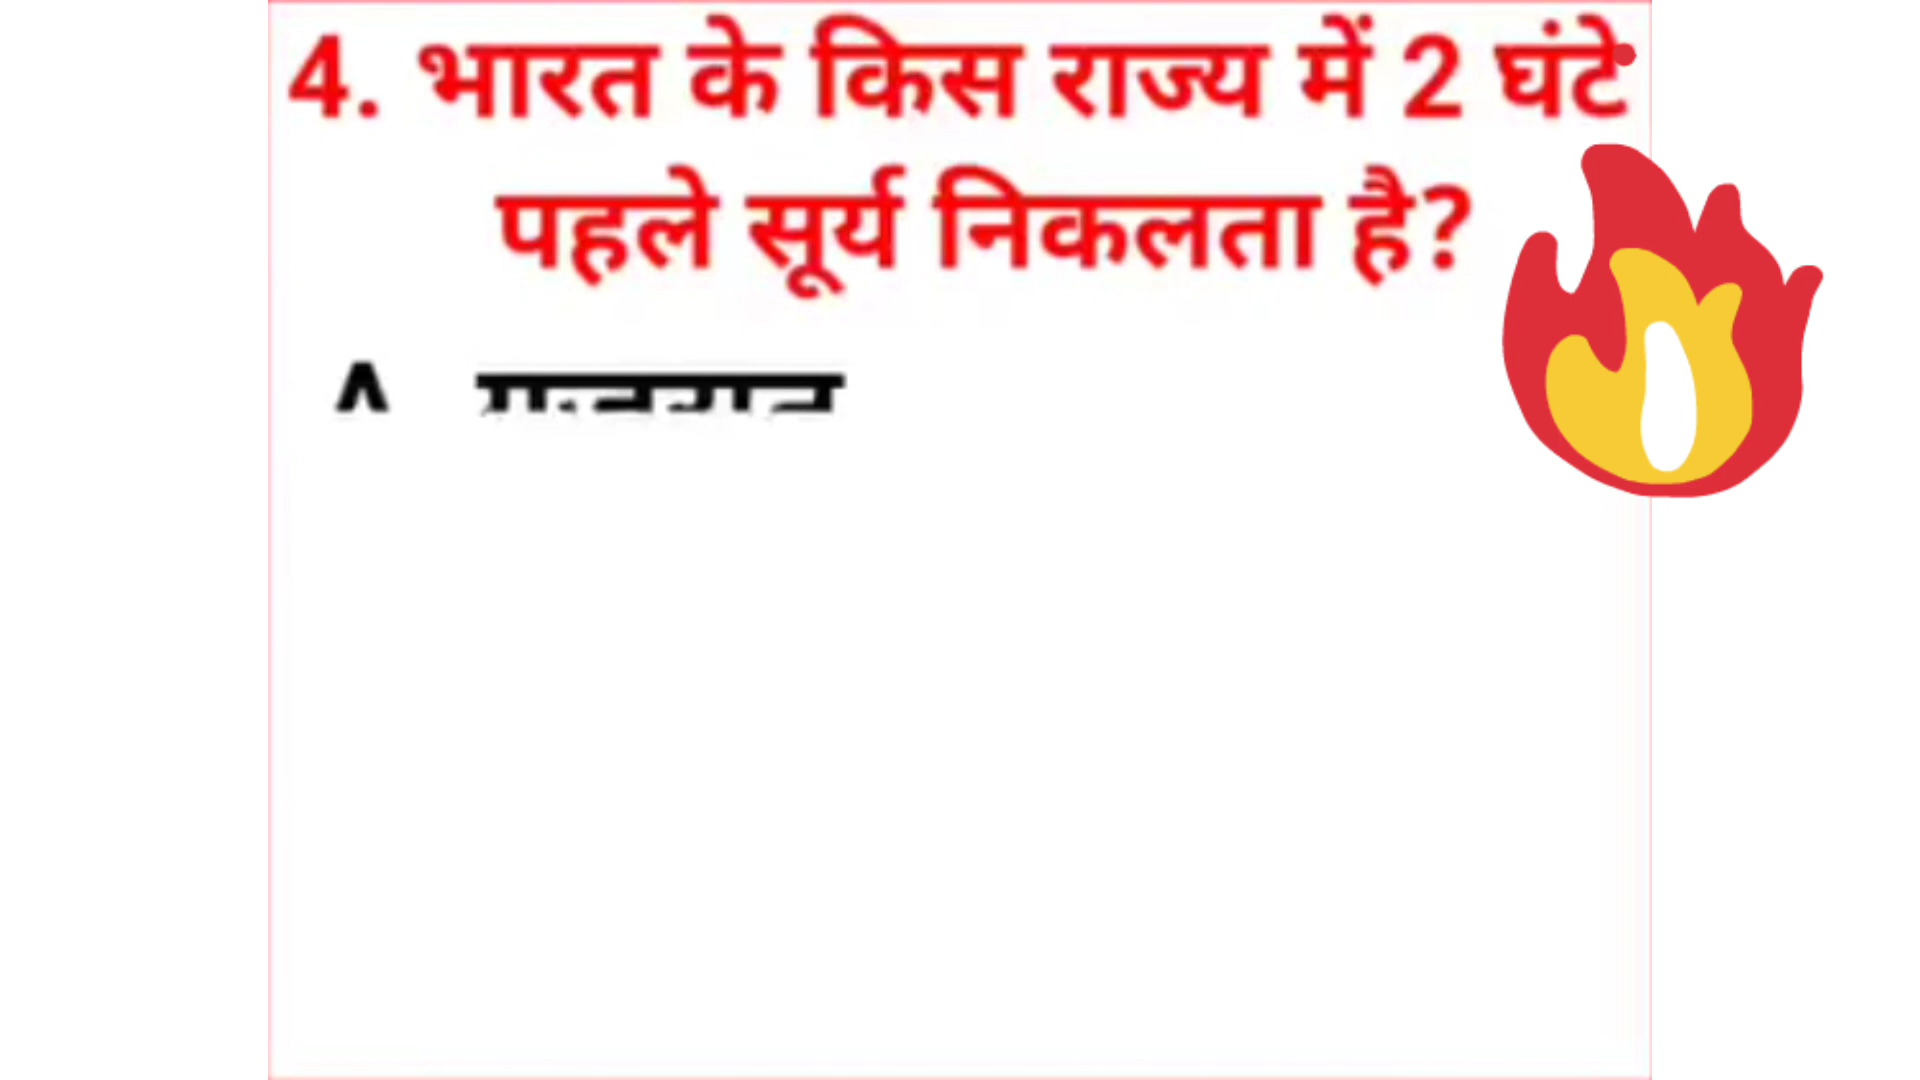 4. भारत के किस राज्य में 2 घंटे
पहले सूर्य निकलता है?